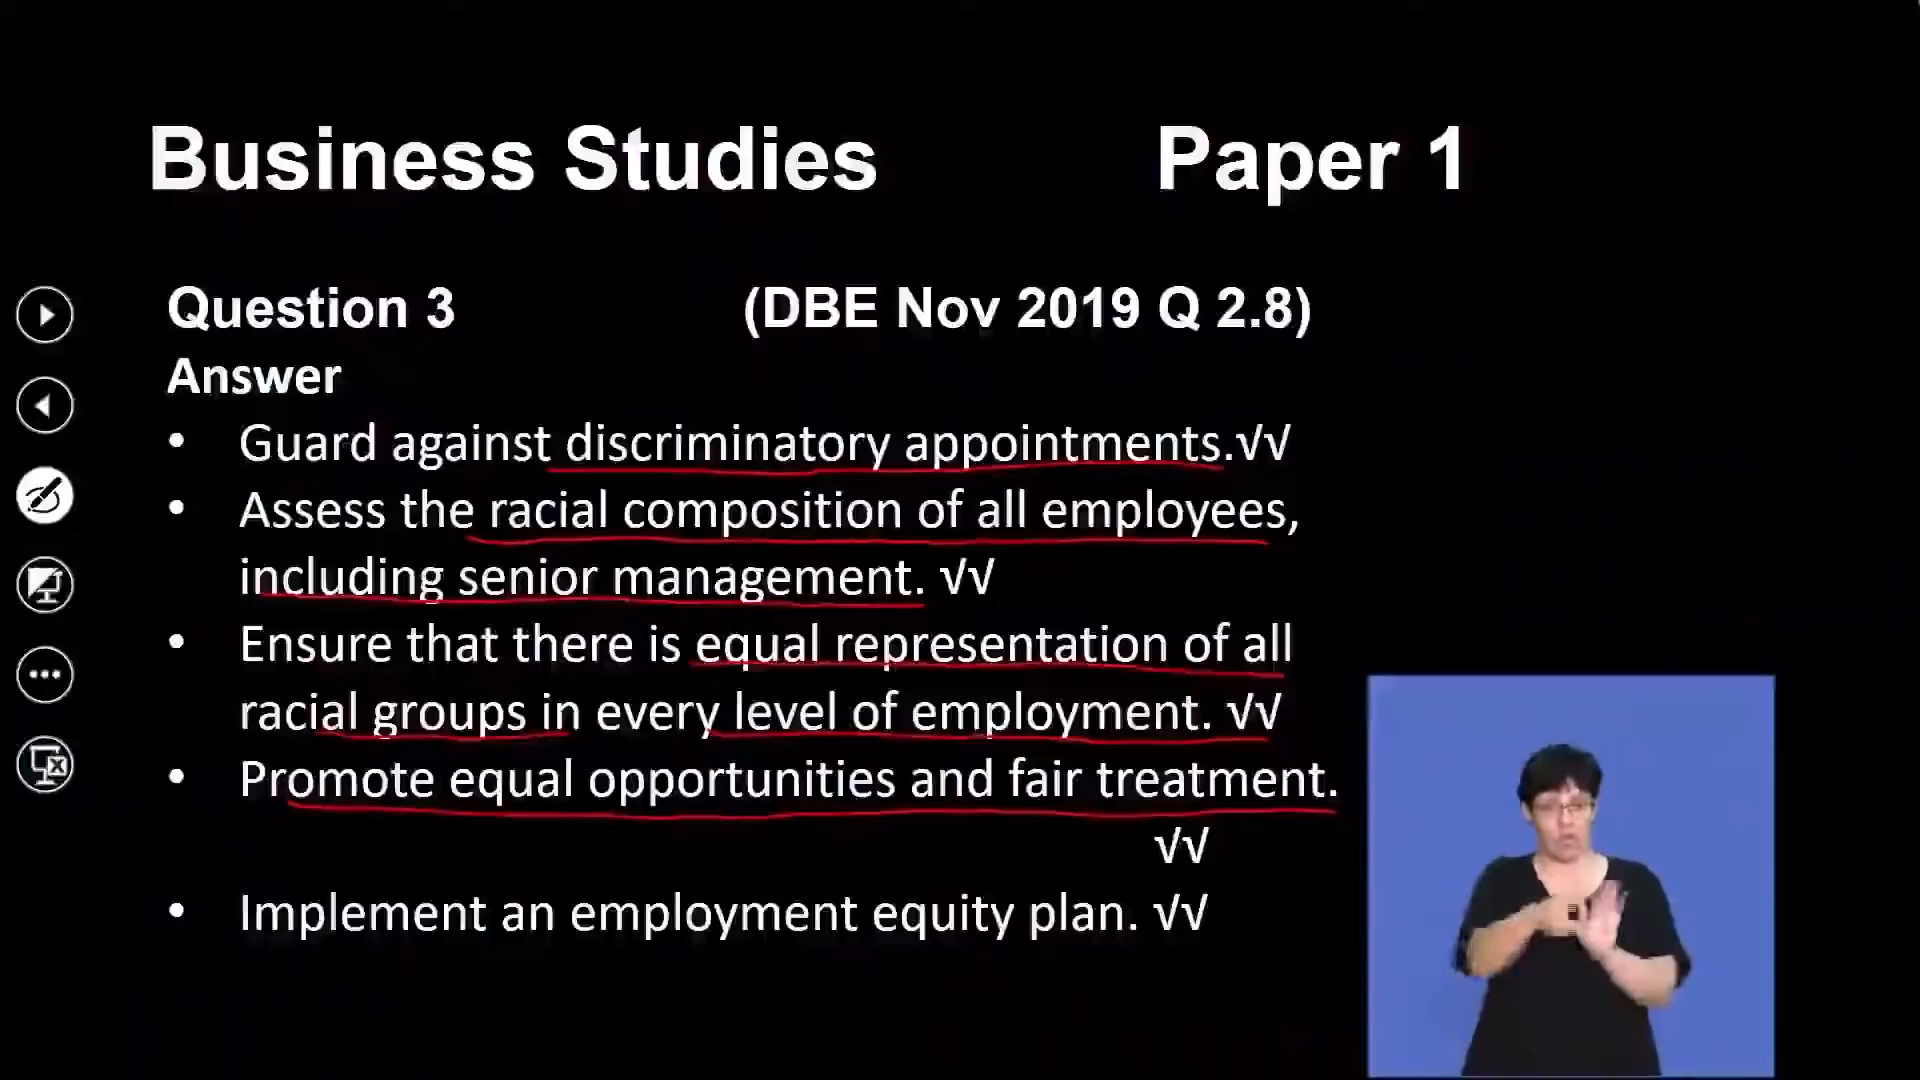 Business Studies Paper 1
Question 3 (DBE Nov 2019 Q 2.8)
Answer
• Guard against discriminatory appointments.√√
• Assess the racial composition of all employees,
including senior management. √√
• Ensure that there is equal representation of all
racial groups in every level of employment. √√
• Promote equal opportunities and fair treatment.
√√
• Implement an employment equity plan. √√